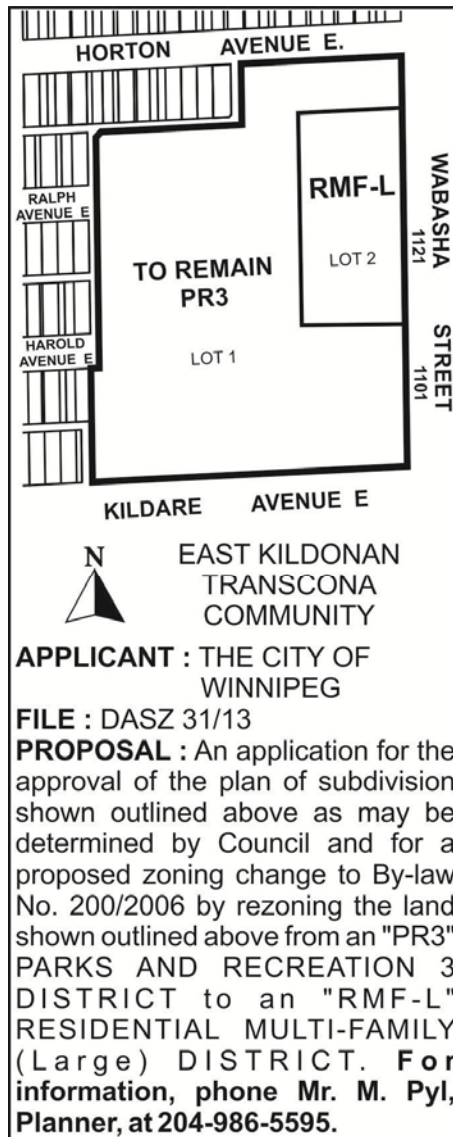 HORTON AVENUE E.
RALPH
AVENUE E
RMF-L
LOT 2
WABASHA
1121
TO REMAIN
PR3
LOT 1
HAROLD
AVENUE E
STREET
1101
KILDARE AVENUE E
N
EAST KILDONAN
TRANSCONA
COMMUNITY
APPLICANT : THE CITY OF
WINNIPEG
FILE : DASZ 31/13
PROPOSAL : An application for the
approval of the plan of subdivision
shown outlined above as may be
determined by Council and for a
proposed zoning change to By-law
No. 200/2006 by rezoning the land
shown outlined above from an "PR3"
PARKS AND RECREATION 3
DISTRICT to an "RMF-L"
RESIDENTIAL MULTI-FAMILY
(Large) DISTRICT. For
information, phone Mr. M. Pyl,
Planner, at 204-986-5595.